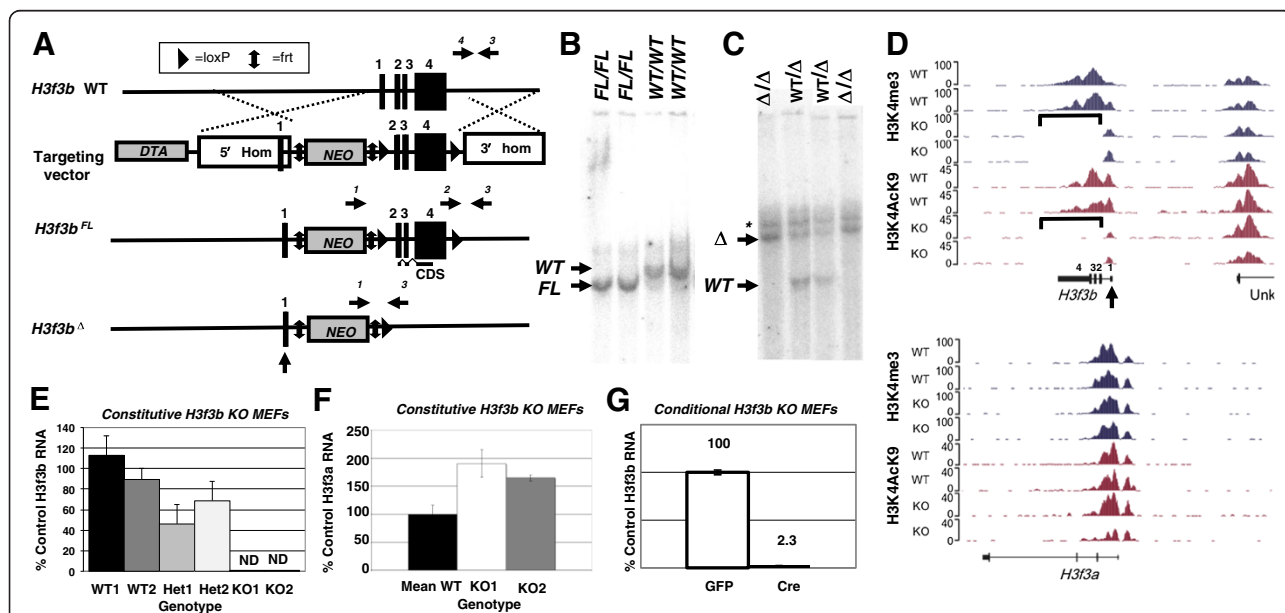 A
=loxP =frt
1 2 3 4 4 3
H3f3b WT
1
DTA 5' Hom NEO 2 3 4 3' hom
Targeting
vector
1 2 3
1 2 3 4
H3f3b FL NEO
CDS
1 3
1
H3f3b Δ NEO
B
FL/FL FL/FL WT/WT WT/WT
WT
FL
C
Δ/Δ WT/Δ WT/Δ Δ/Δ
*
Δ
WT
D
H3K4me3
100
WT
0
100
WT
0
100
KO
0
100
KO
0
H3K4AcK9
45
WT
0
45
WT
0
45
KO
0
45
KO
0
4 32 1
H3f3b Unk
H3K4me3
100
WT
0
100
WT
0
100
KO
0
100
KO
0
H3K4AcK9
40
WT
0
40
WT
0
40
KO
0
40
KO
0
H3f3a
E
Constitutive H3f3b KO MEFs
% Control H3f3b RNA
140
120
100
80
60
40
20
0
ND ND
WT1 WT2 Het1 Het2 KO1 KO2
Genotype
F
Constitutive H3f3b KO MEFs
% Control H3f3a RNA
250
200
150
100
50
0
Mean WT KO1 KO2
Genotype
G
Conditional H3f3b KO MEFs
% Control H3f3b RNA
100
2.3
GFP Cre